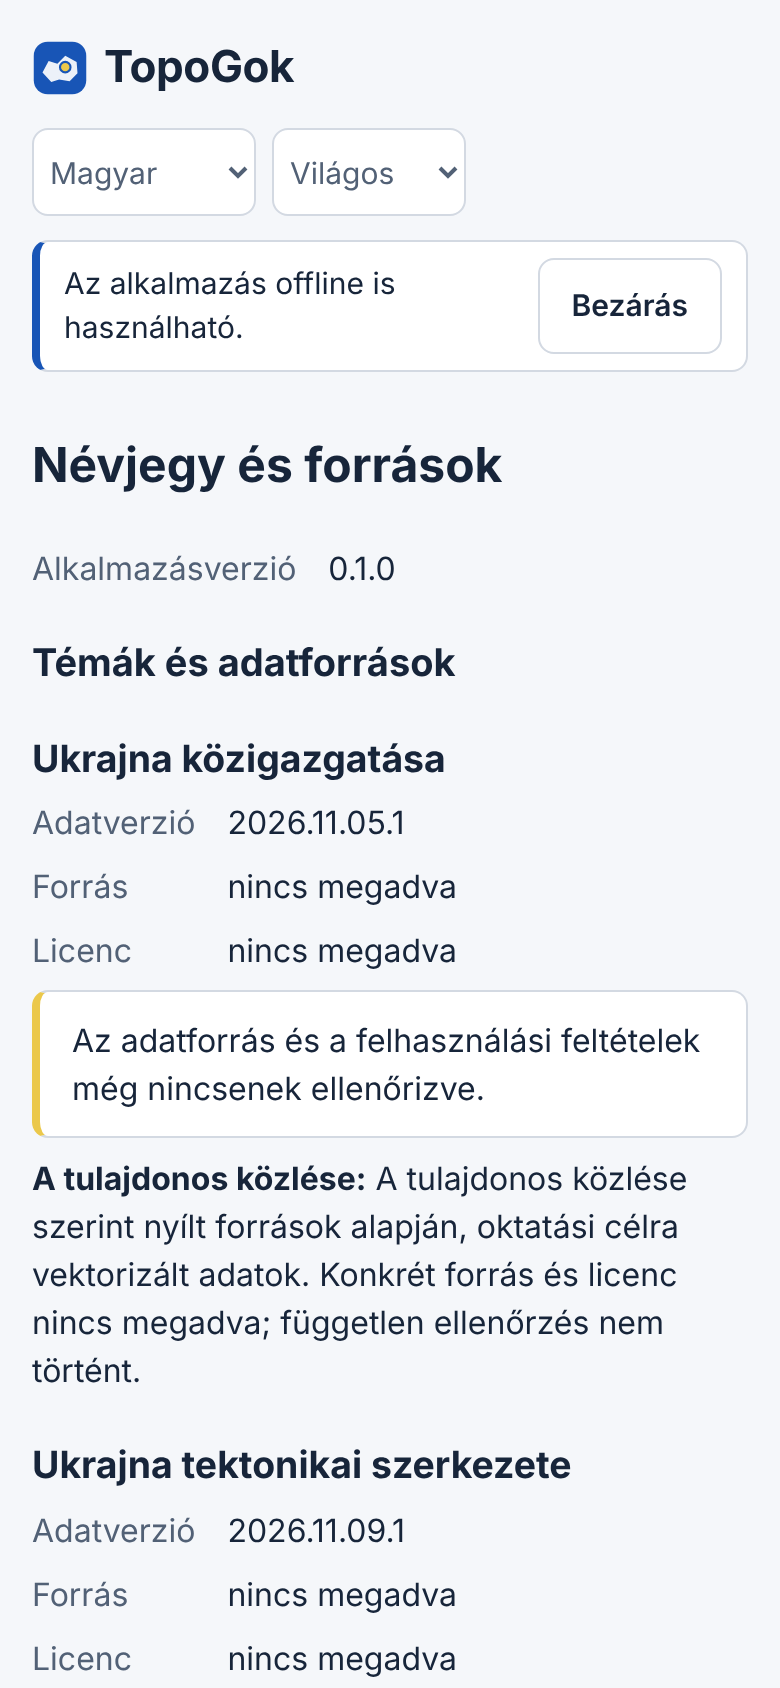 TopoGok
Magyar
Világos
Az alkalmazás offline is
használható.
Bezárás
Névjegy és források
Alkalmazásverzió 0.1.0
Témák és adatforrások
Ukrajna közigazgatása
Adatverzió 2026.11.05.1
Forrás nincs megadva
Licenc nincs megadva
Az adatforrás és a felhasználási feltételek
még nincsenek ellenőrizve.
A tulajdonos közlése: A tulajdonos közlése
szerint nyílt források alapján, oktatási célra
vektorizált adatok. Konkrét forrás és licenc
nincs megadva; független ellenőrzés nem
történt.
Ukrajna tektonikai szerkezete
Adatverzió 2026.11.09.1
Forrás nincs megadva
Licenc nincs megadva